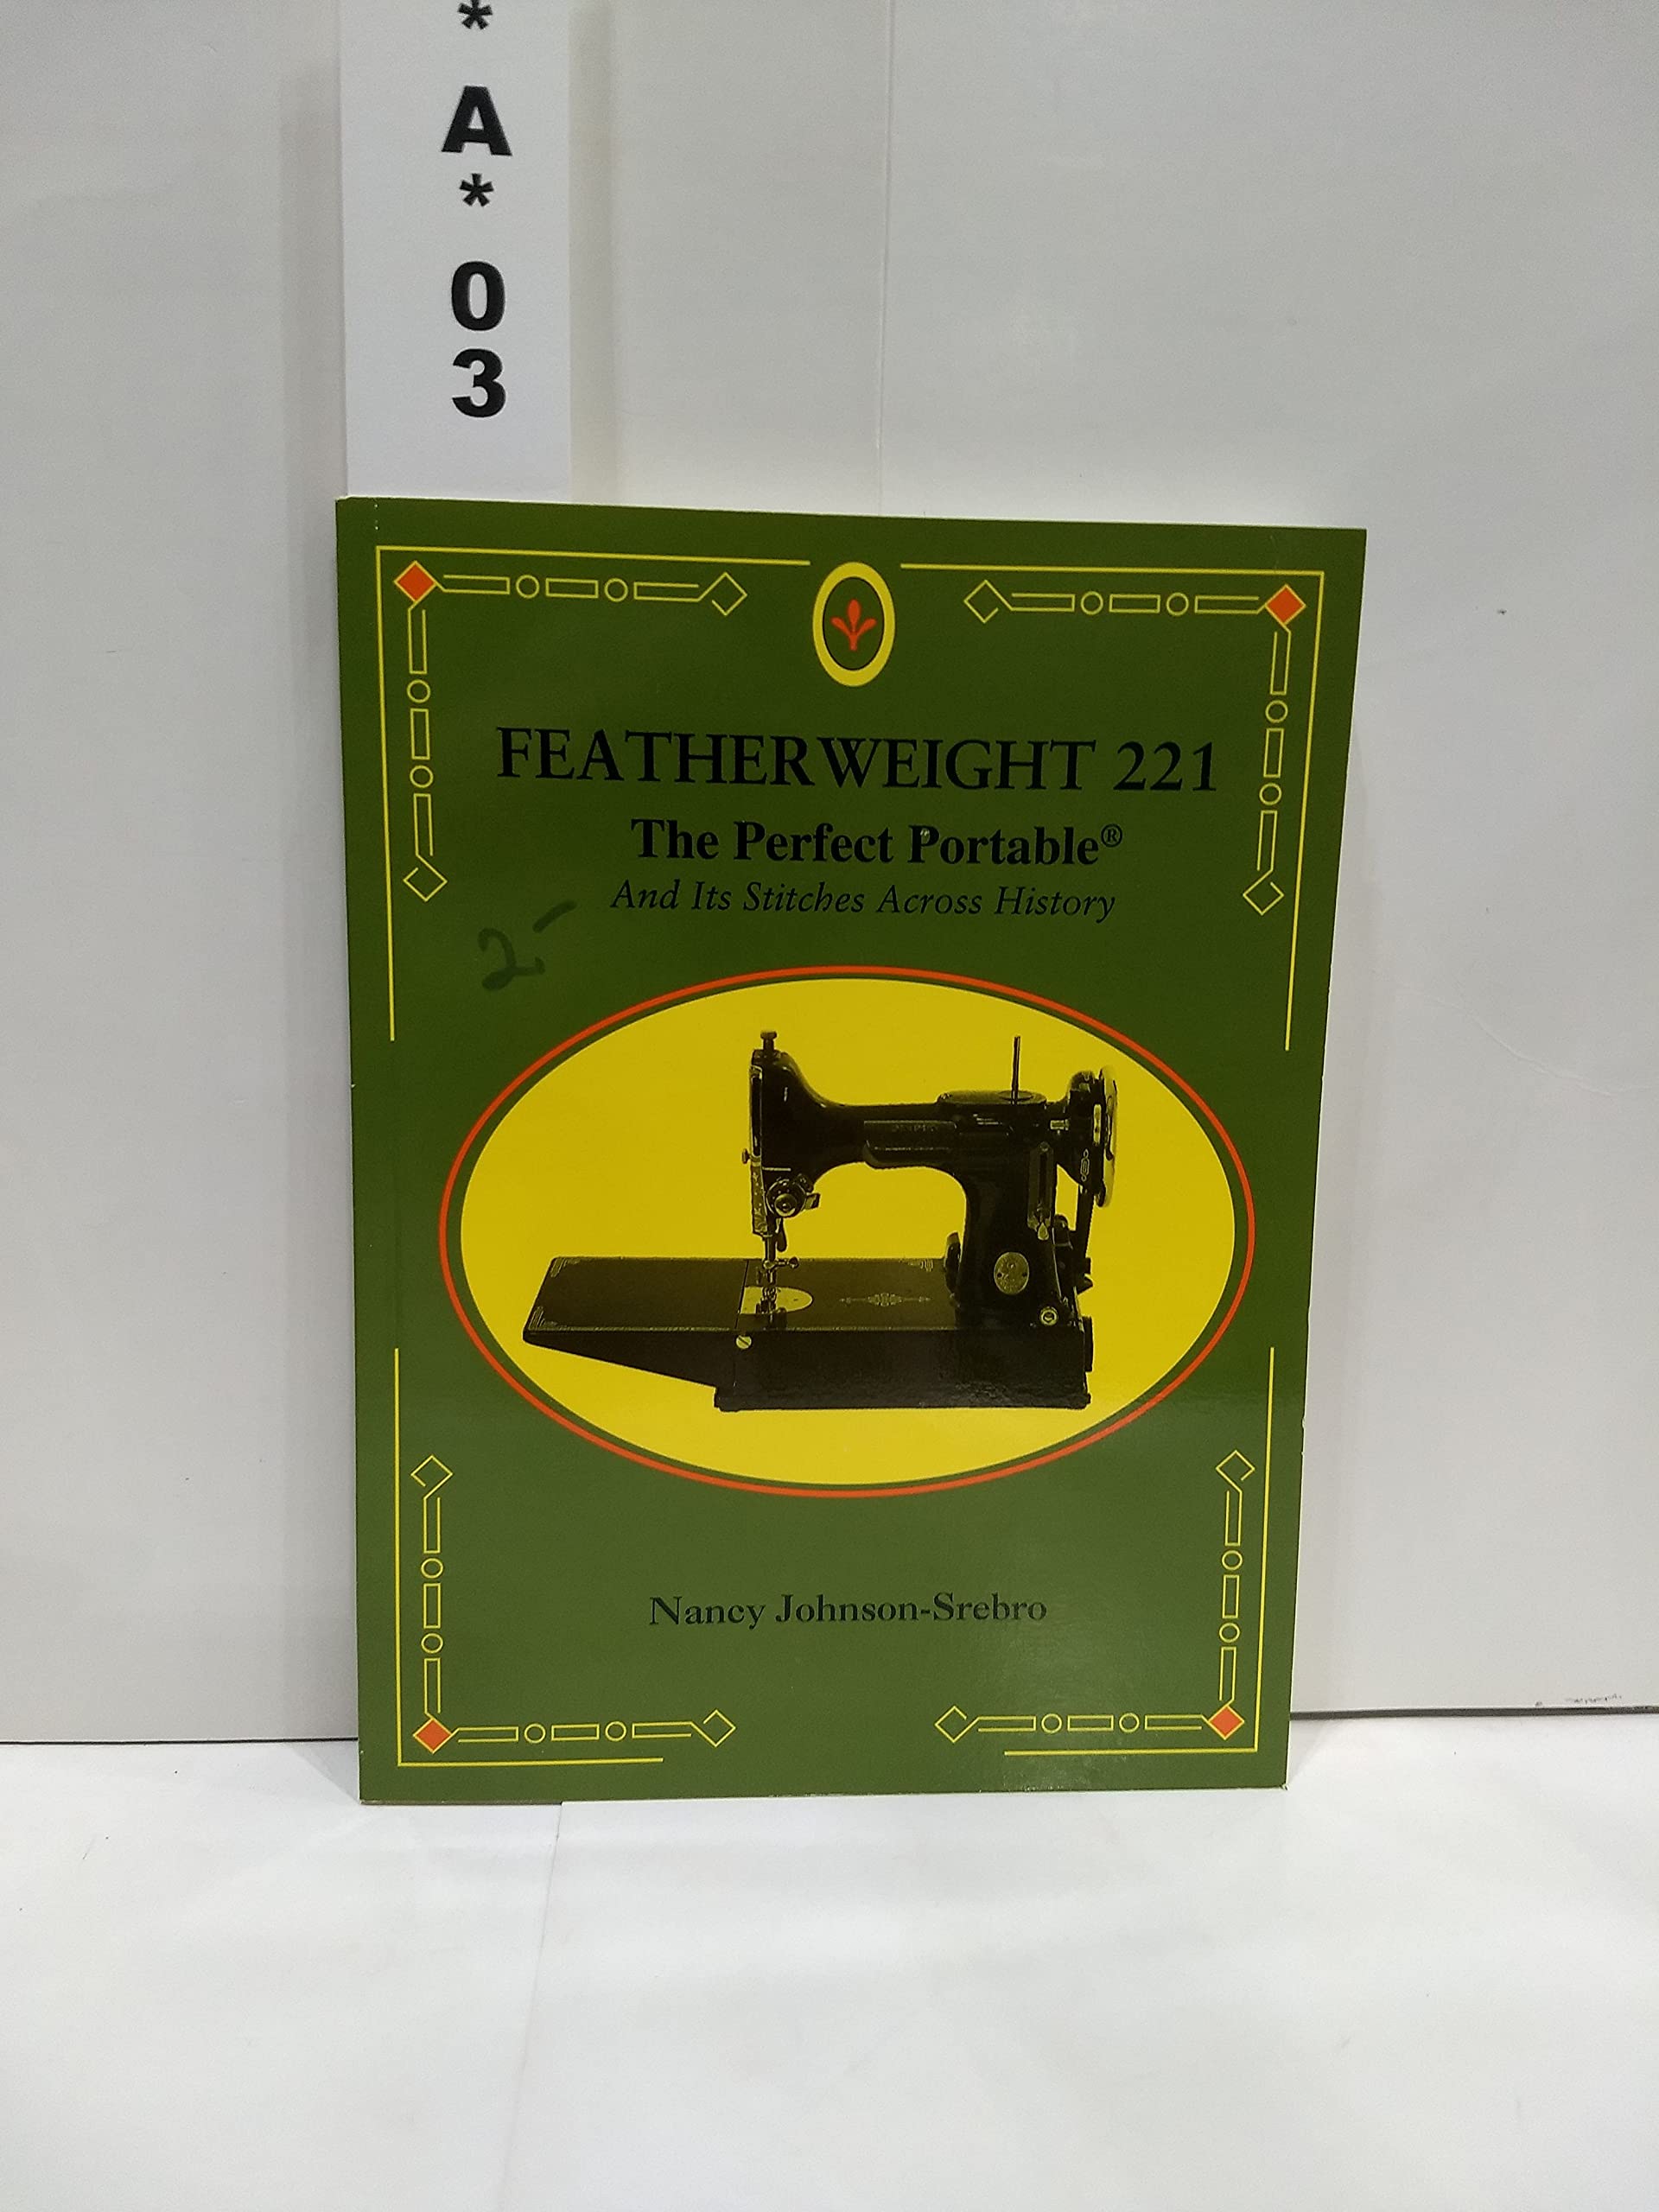 *
A
*
0
3
FEATHERWEIGHT 221
The Perfect Portable®
And Its Stitches Across History
2-
Nancy Johnson-Srebro